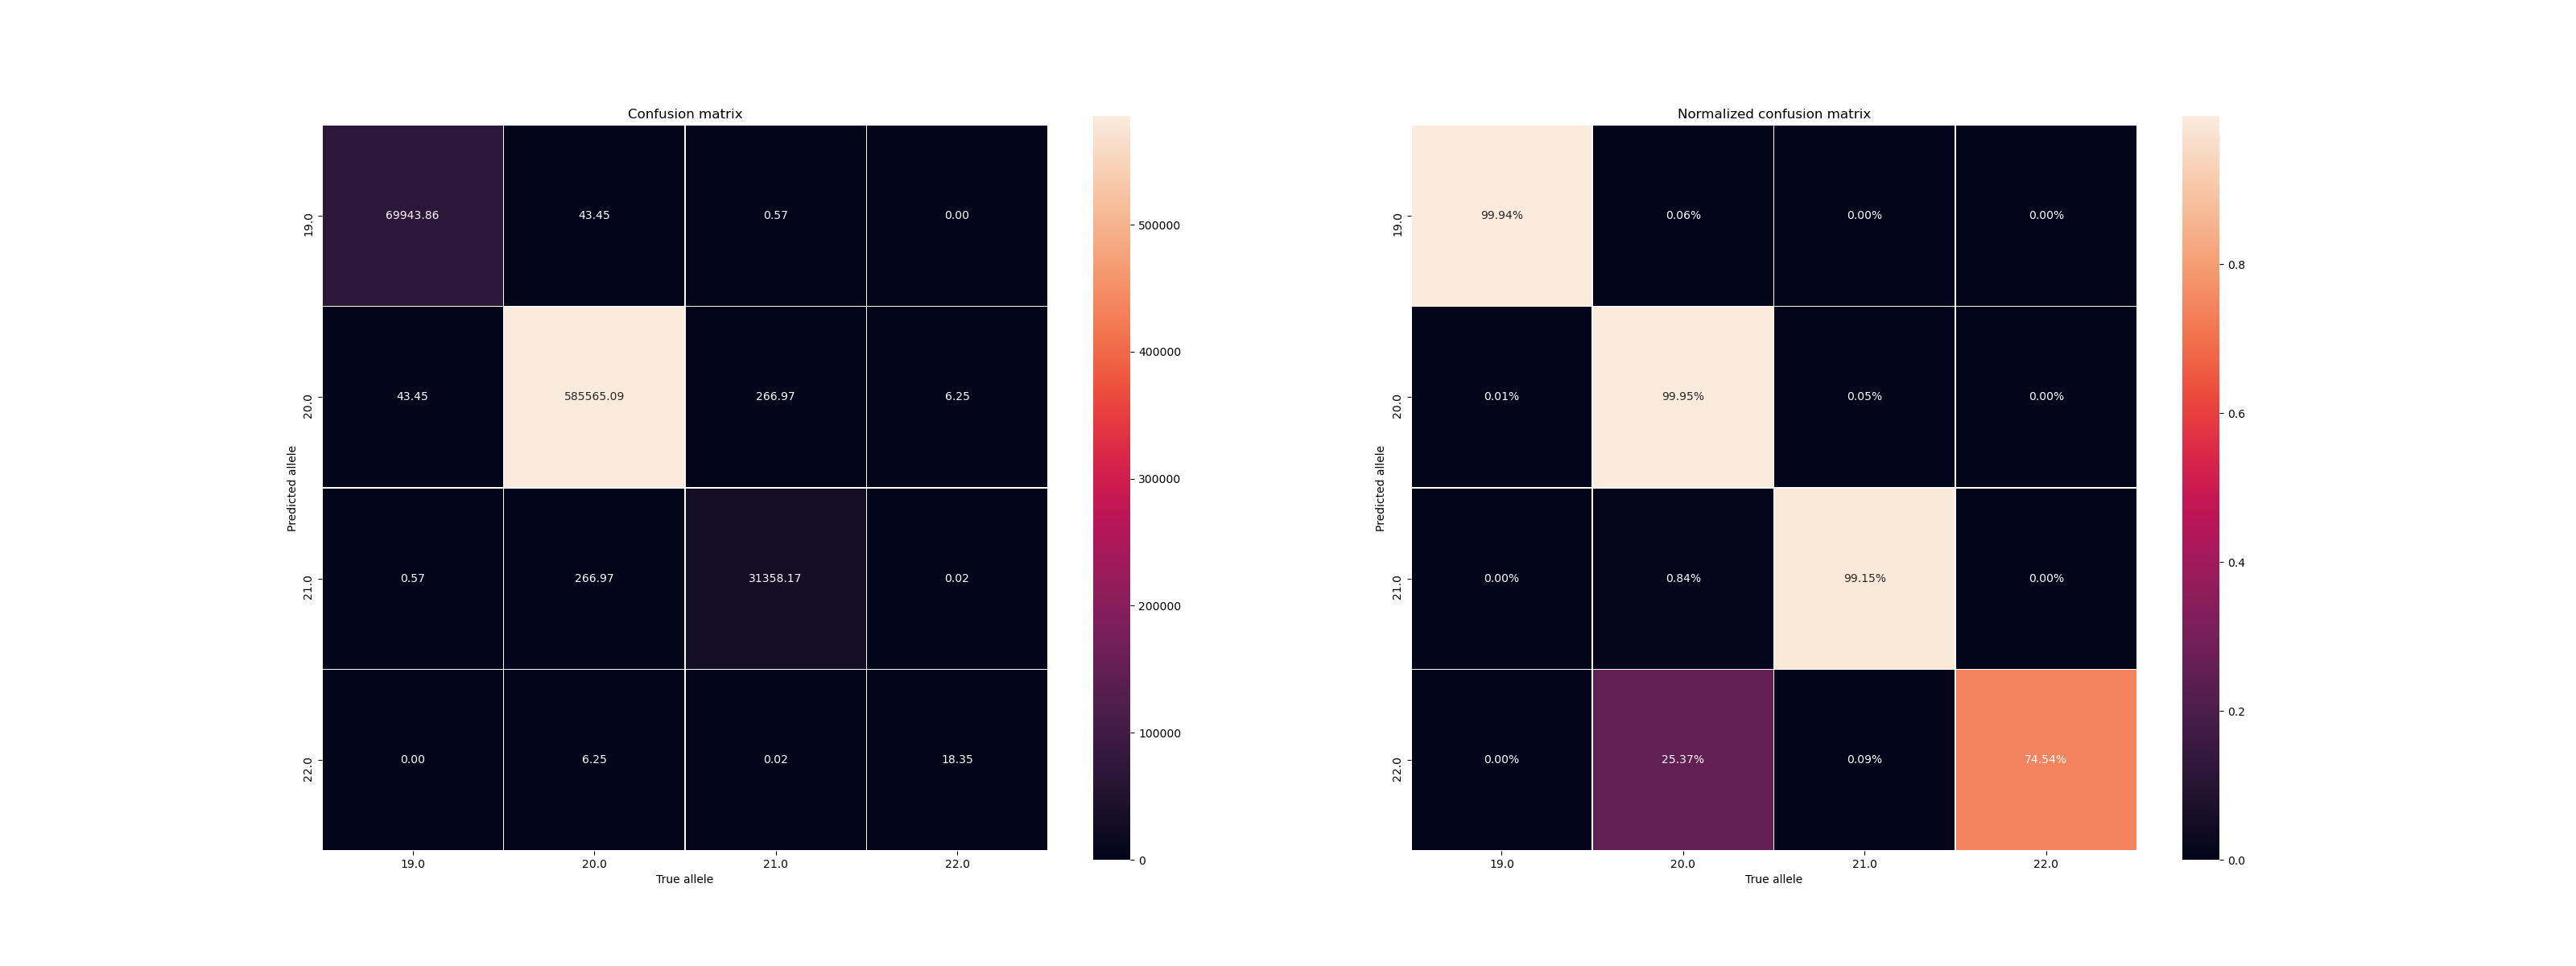 Confusion matrix
69943.86 43.45 0.57 0.00
43.45 585565.09 266.97 6.25
0.57 266.97 31358.17 0.02
0.00 6.25 0.02 18.35
19.0
20.0
21.0
22.0
Predicted allele
19.0 20.0 21.0 22.0
True allele
500000
400000
300000
200000
100000
0
Normalized confusion matrix
99.94% 0.06% 0.00% 0.00%
0.01% 99.95% 0.05% 0.00%
0.00% 0.84% 99.15% 0.00%
0.00% 25.37% 0.09% 74.54%
19.0
20.0
21.0
22.0
Predicted allele
19.0 20.0 21.0 22.0
True allele
0.8
0.6
0.4
0.2
0.0